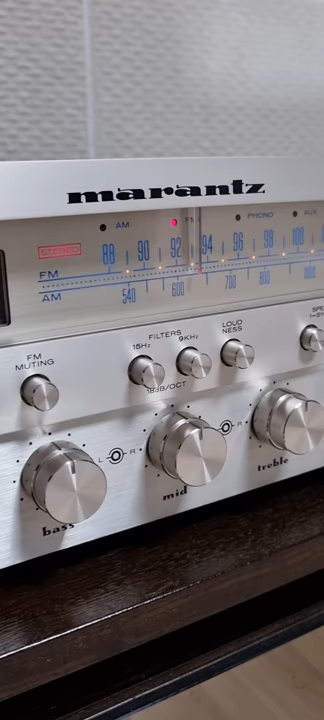 marantz
AM FM PHONO AUX
STEREO
88 90 92 94 96 98 100
FM
AM 540 600 700 800
FM MUTING
FILTERS
15Hz 9KHz
18dB/OCT
LOUD NESS
L R R
bass mid treble